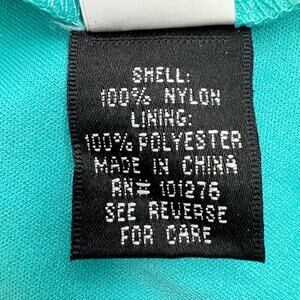 SHELL:
100% NYLON
LINING:
100% POLYESTER
MADE IN CHINA
RN# 101276
SEE REVERSE
FOR CARE